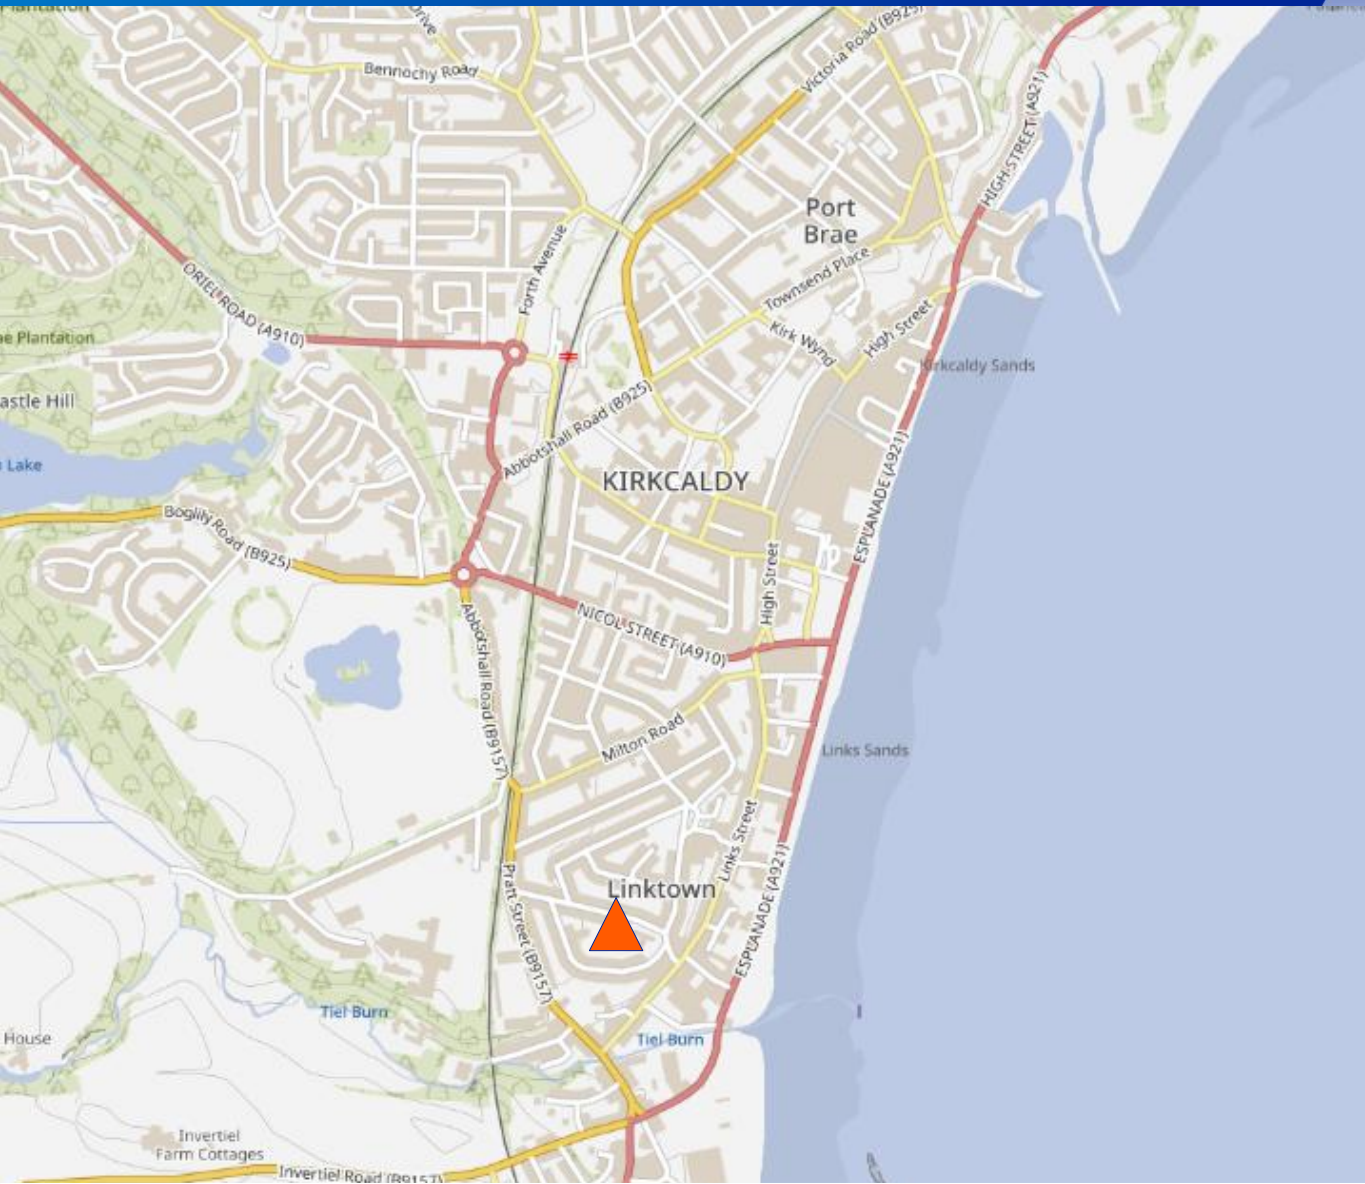 Plantation
Drive
Victoria Road (B925)
Bennochy Road
HIGH STREET (A921)
Port
Brae
Forth Avenue
Townsend Place
ORIEL ROAD (A910)
High Street
Kirk Wynd
Plantation
Kirkcaldy Sands
astle Hill
Abbotshall Road (B925)
Lake
KIRKCALDY
ESPLANADE (A921)
Boglily Road (B925)
High Street
NICOL STREET (A910)
Abbotshall Road (B9157)
Milton Road
Links Sands
Links Street
Linktown
ESPLANADE (A921)
Pratt Street (B9157)
Tiel Burn
House
Tiel Burn
Invertiel
Farm Cottages
Invertiel Road (B9157)